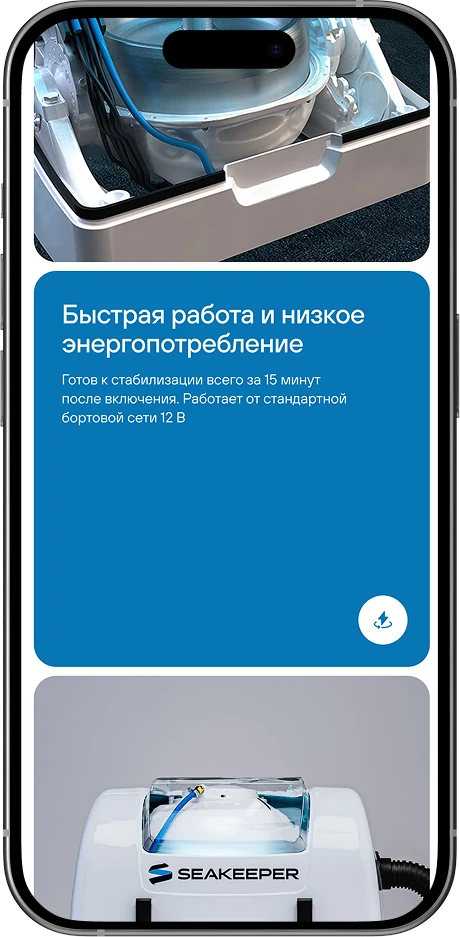 Быстрая работа и низкое
энергопотребление
Готов к стабилизации всего за 15 минут
после включения. Работает от стандартной
бортовой сети 12 В
SEAKEEPER